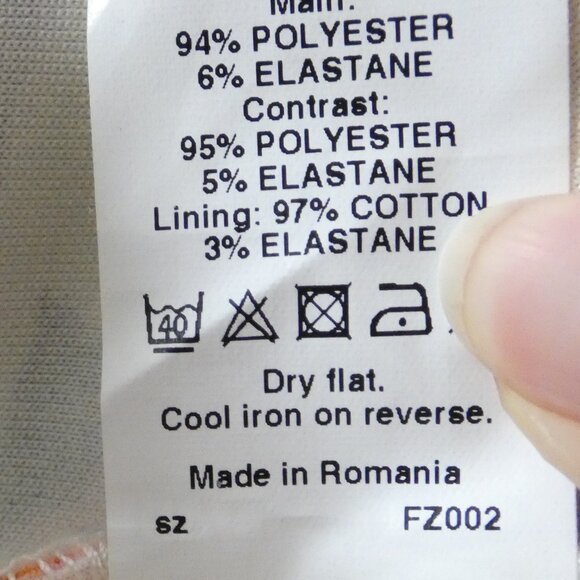 Main:
94% POLYESTER
6% ELASTANE
Contrast:
95% POLYESTER
5% ELASTANE
Lining: 97% COTTON
3% ELASTANE
40
Dry flat.
Cool iron on reverse.
Made in Romania
sz FZ002